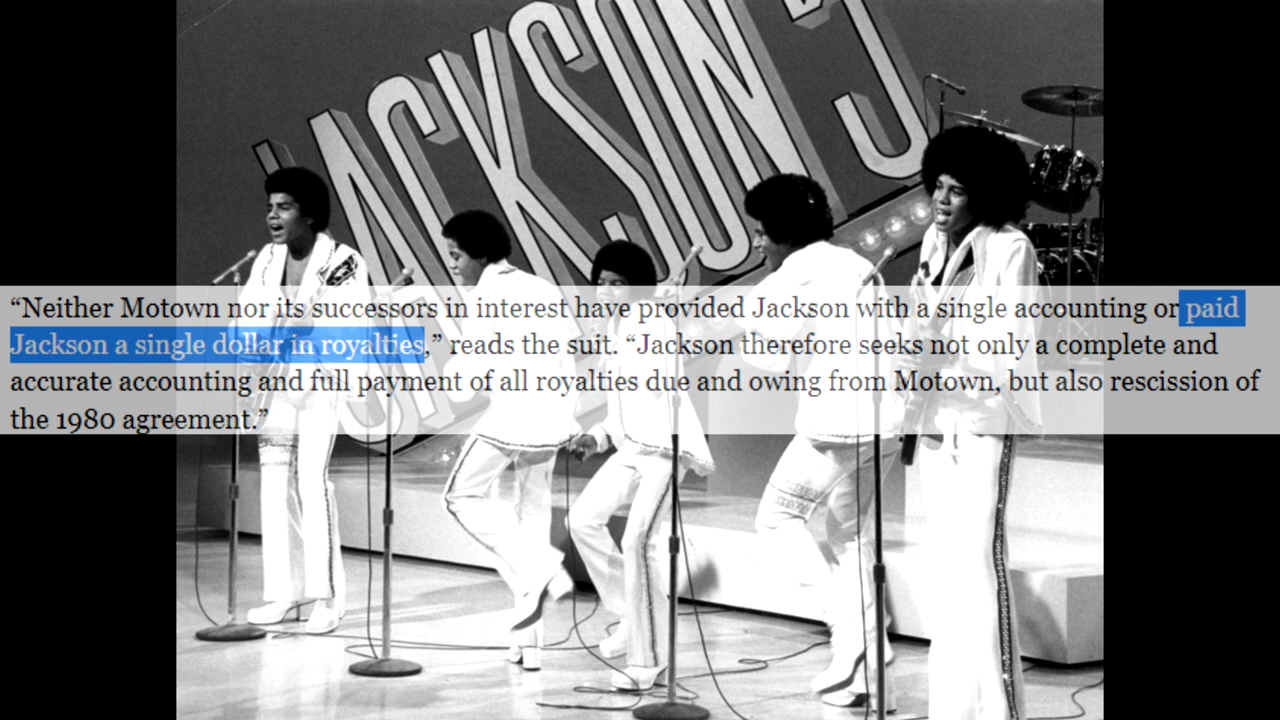 JACKSON 5
“Neither Motown nor its successors in interest have provided Jackson with a single accounting or paid
Jackson a single dollar in royalties,” reads the suit. “Jackson therefore seeks not only a complete and
accurate accounting and full payment of all royalties due and owing from Motown, but also rescission of
the 1980 agreement.”